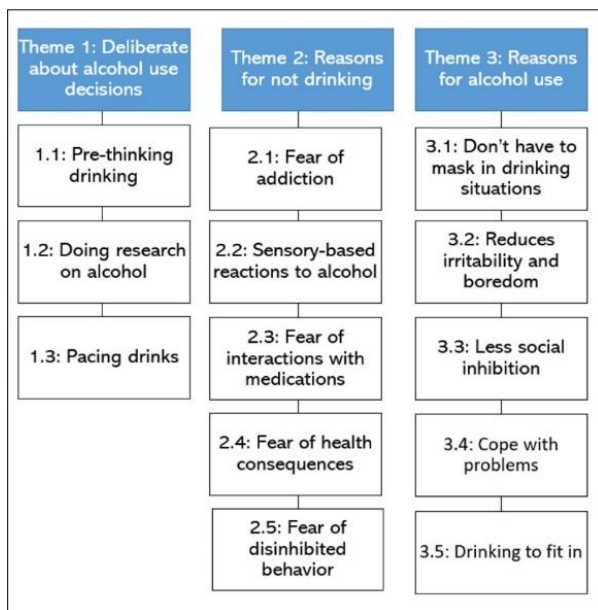 Theme 1: Deliberate
about alcohol use
decisions
1.1: Pre-thinking
drinking
1.2: Doing research
on alcohol
1.3: Pacing drinks
Theme 2: Reasons
for not drinking
2.1: Fear of
addiction
2.2: Sensory-based
reactions to alcohol
2.3: Fear of
interactions with
medications
2.4: Fear of health
consequences
2.5: Fear of
disinhibited
behavior
Theme 3: Reasons
for alcohol use
3.1: Don't have to
mask in drinking
situations
3.2: Reduces
irritability and
boredom
3.3: Less social
inhibition
3.4: Cope with
problems
3.5: Drinking to fit in